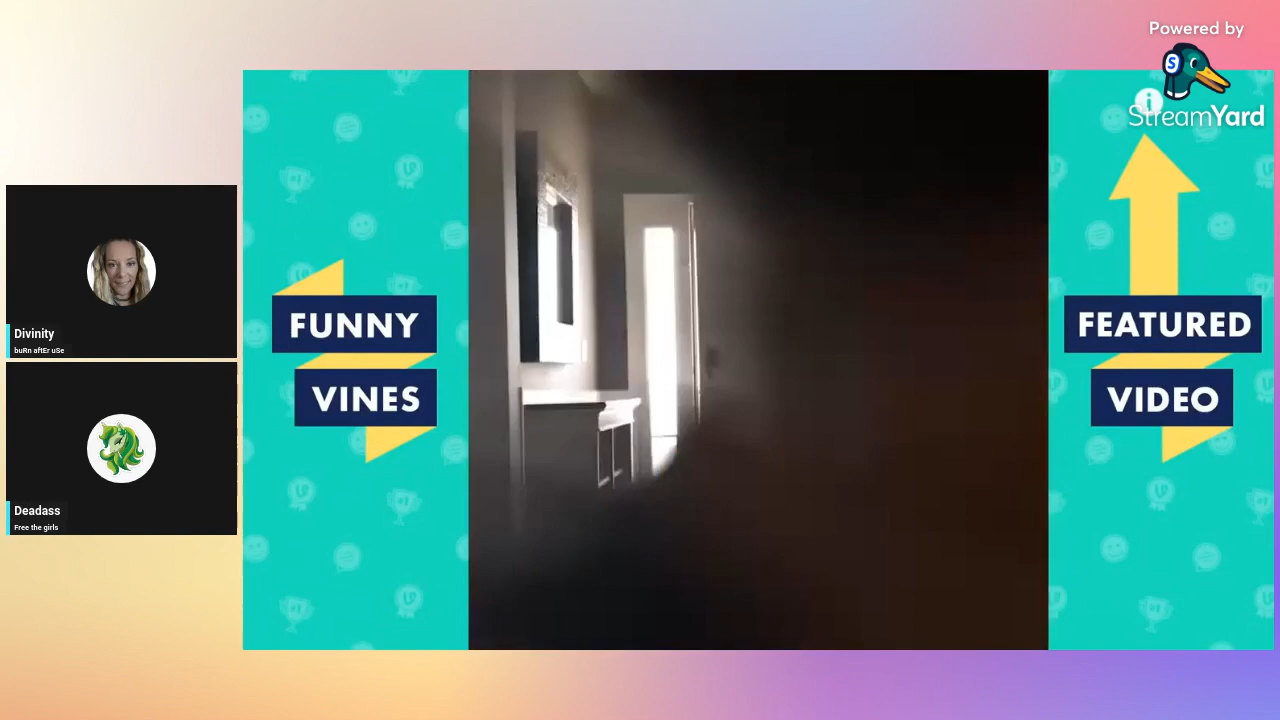 Powered by
StreamYard
Divinity
buRn aftEr uSe
Deadass
Free the girls
FUNNY
VINES
FEATURED
VIDEO